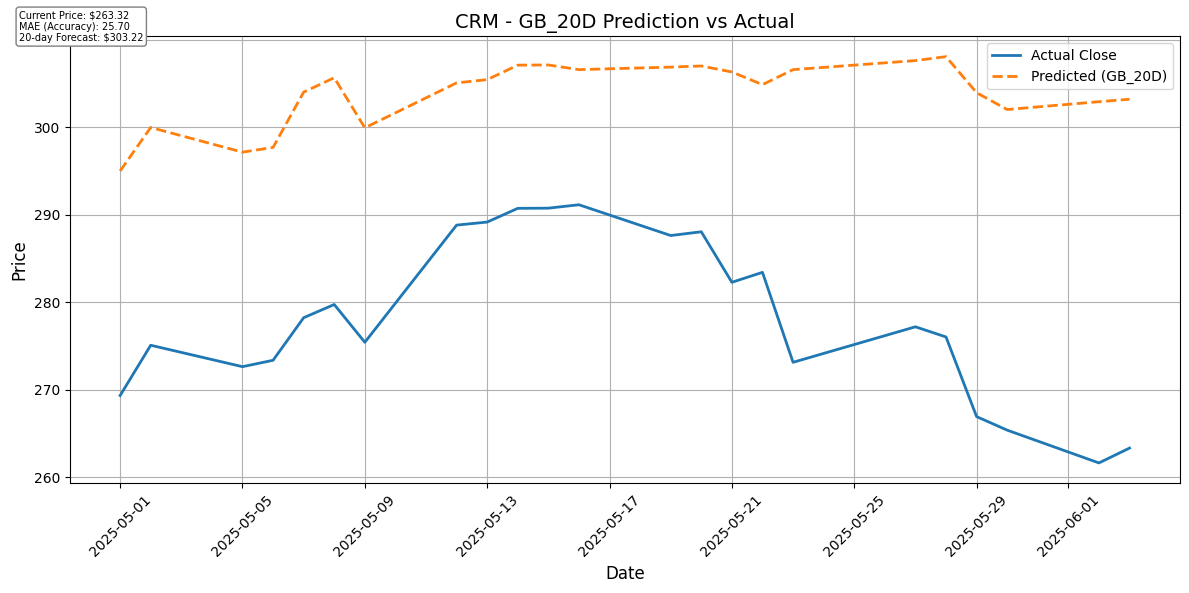 CRM - GB_20D Prediction vs Actual
Current Price: $263.32
MAE (Accuracy): 25.70
20-day Forecast: $303.22
Actual Close
Predicted (GB_20D)
Price
300
290
280
270
260
2025-05-01
2025-05-05
2025-05-09
2025-05-13
2025-05-17
2025-05-21
2025-05-25
2025-05-29
2025-06-01
Date